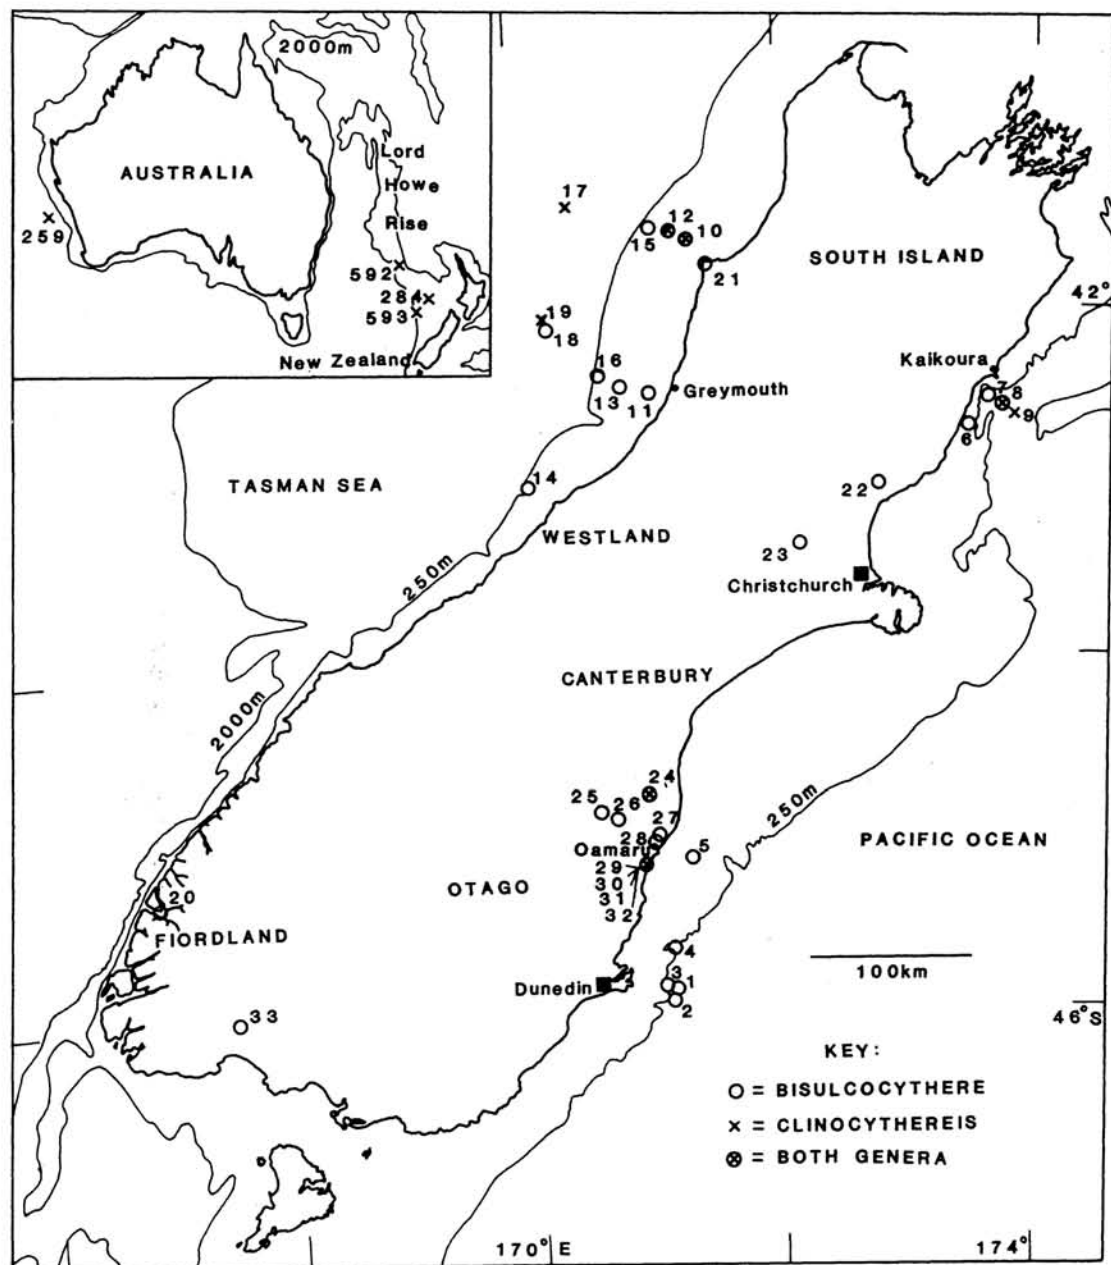 2000m
Lord
Howe
Rise
AUSTRALIA
259
592
284
593
New Zealand
17
12
10
15
21
SOUTH ISLAND
42°
19
18
16
13
11
Greymouth
Kaikoura
7
8
9
6
TASMAN SEA
14
22
WESTLAND
23
250m
Christchurch
CANTERBURY
2000m
24
25
26
27
28
250m
Oamaru
5
PACIFIC OCEAN
29
30
31
32
OTAGO
20
FIORDLAND
4
100km
3
1
Dunedin
2
46°S
33
KEY:
O = BISULCOCYTHERE
x = CLINOCYTHEREIS
⊗ = BOTH GENERA
170°E
174°